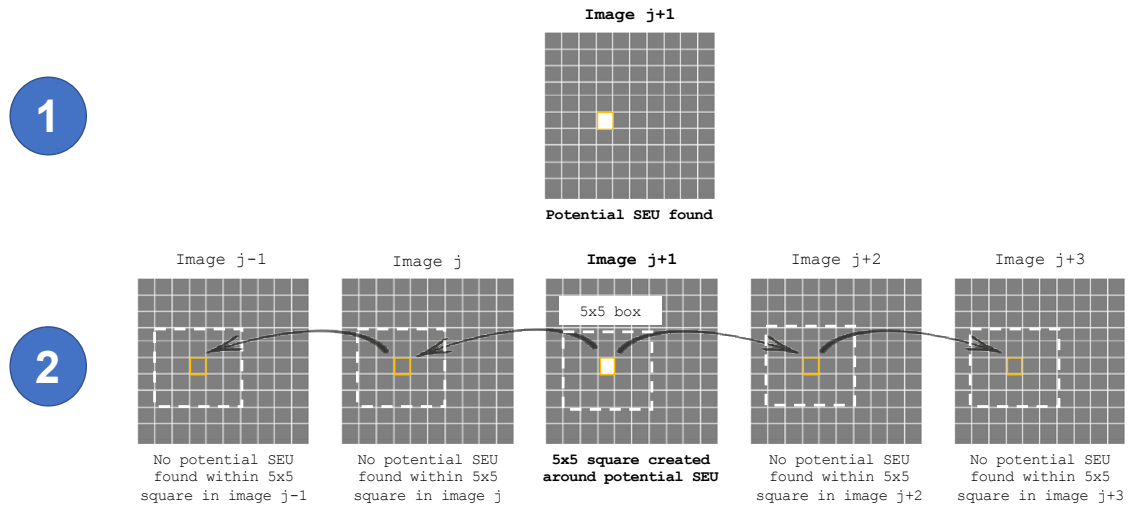 Image j+1
1
Potential SEU found
Image j-1
Image j
Image j+1
Image j+2
Image j+3
5x5 box
2
No potential SEU
found within 5x5
square in image j-1
No potential SEU
found within 5x5
square in image j
5x5 square created
around potential SEU
No potential SEU
found within 5x5
square in image j+2
No potential SEU
found within 5x5
square in image j+3